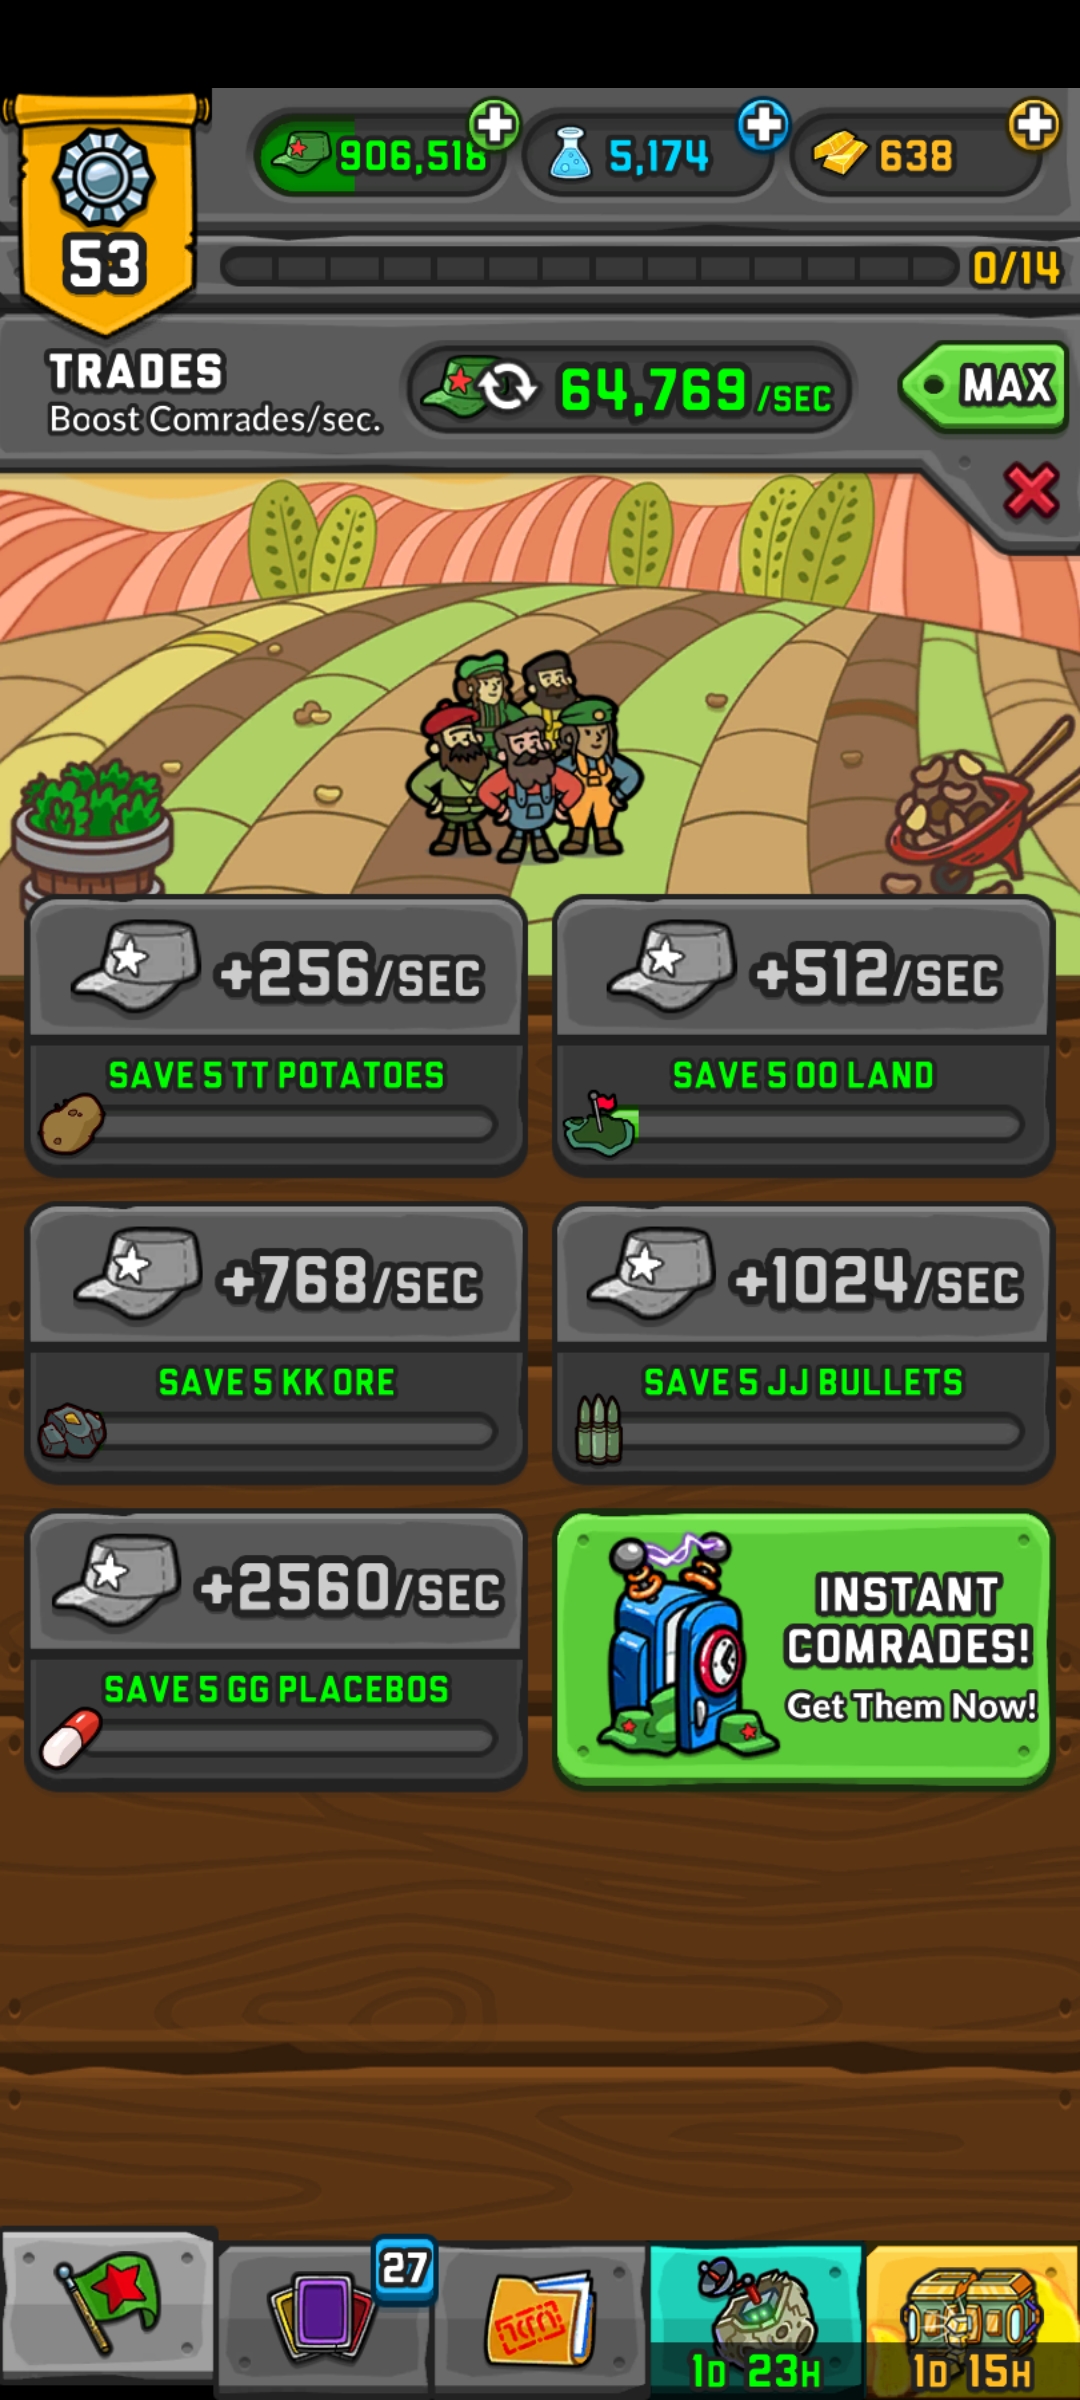 906,518
5,174
638
53
0/14
TRADES
Boost Comrades/sec.
64,769/SEC
MAX
+256/SEC
SAVE 5 TT POTATOES
+512/SEC
SAVE 5 OO LAND
+768/SEC
SAVE 5 KK ORE
+1024/SEC
SAVE 5 JJ BULLETS
+2560/SEC
SAVE 5 GG PLACEBOS
INSTANT
COMRADES!
Get Them Now!
27
1D 23H
1D 15H